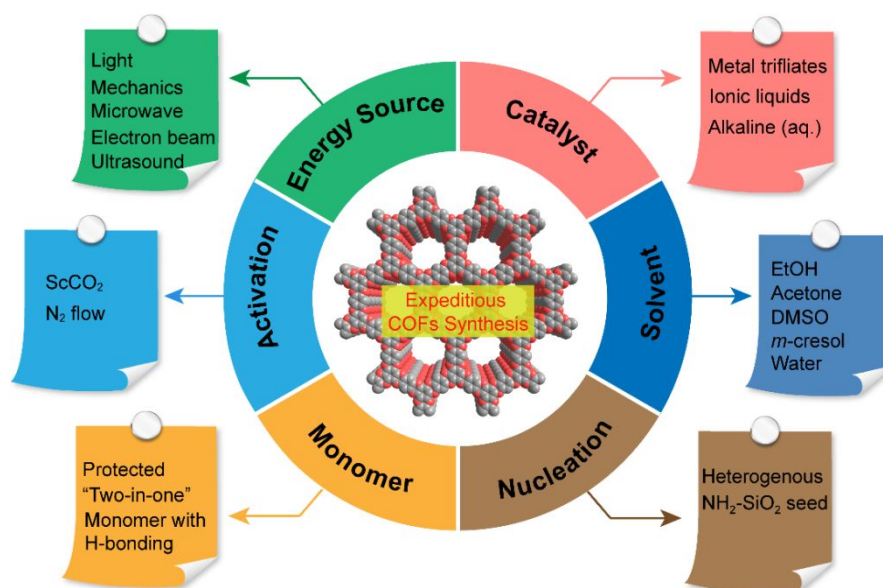 Light
Mechanics
Microwave
Electron beam
Ultrasound
Energy Source
Catalyst
Metal trifliates
Ionic liquids
Alkaline (aq.)
ScCO₂
N₂ flow
Activation
Expeditious
COFs Synthesis
Solvent
EtOH
Acetone
DMSO
m-cresol
Water
Protected
“Two-in-one”
Monomer with
H-bonding
Monomer
Nucleation
Heterogenous
NH₂-SiO₂ seed